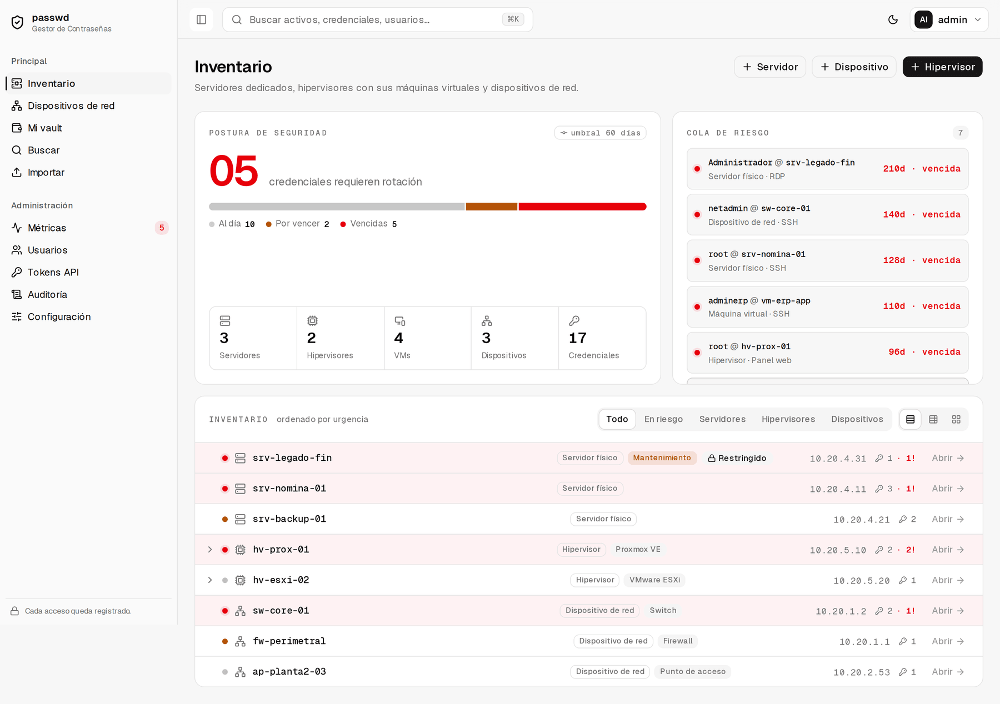 passwd
Gestor de Contraseñas
Principal
Inventario
Dispositivos de red
Mi vault
Buscar
Importar
Administración
Métricas 5
Usuarios
Tokens API
Auditoría
Configuración
Cada acceso queda registrado.
Buscar activos, credenciales, usuarios... ⌘K
AI admin
Inventario
Servidores dedicados, hipervisores con sus máquinas virtuales y dispositivos de red.
+ Servidor
+ Dispositivo
+ Hipervisor
POSTURA DE SEGURIDAD
umbral 60 días
05 credenciales requieren rotación
Al día 10 Por vencer 2 Vencidas 5
3 Servidores
2 Hipervisores
4 VMs
3 Dispositivos
17 Credenciales
COLA DE RIESGO 7
Administrador @ srv-legado-fin 210d · vencida
Servidor físico · RDP
netadmin @ sw-core-01 140d · vencida
Dispositivo de red · SSH
root @ srv-nomina-01 128d · vencida
Servidor físico · SSH
adminerp @ vm-erp-app 110d · vencida
Máquina virtual · SSH
root @ hv-prox-01 96d · vencida
Hipervisor · Panel web
INVENTARIO ordenado por urgencia
Todo En riesgo Servidores Hipervisores Dispositivos
srv-legado-fin Servidor físico Mantenimiento Restringido 10.20.4.31 1 · 1! Abrir →
srv-nomina-01 Servidor físico 10.20.4.11 3 · 1! Abrir →
srv-backup-01 Servidor físico 10.20.4.21 2 Abrir →
hv-prox-01 Hipervisor Proxmox VE 10.20.5.10 2 · 2! Abrir →
hv-esxi-02 Hipervisor VMware ESXi 10.20.5.20 1 Abrir →
sw-core-01 Dispositivo de red Switch 10.20.1.2 2 · 1! Abrir →
fw-perimetral Dispositivo de red Firewall 10.20.1.1 1 Abrir →
ap-planta2-03 Dispositivo de red Punto de acceso 10.20.2.53 1 Abrir →